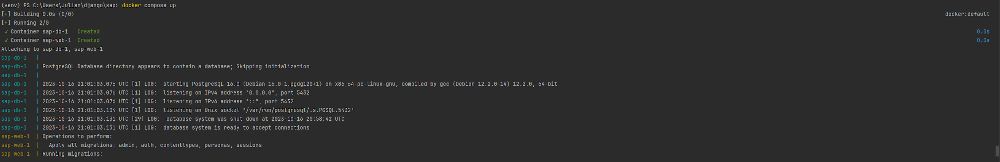 (venv) PS C:\Users\Julian\django\sap> docker compose up
[+] Building 0.0s (0/0) docker:default
[+] Running 2/0
✓ Container sap-db-1 Created 0.0s
✓ Container sap-web-1 Created 0.0s
Attaching to sap-db-1, sap-web-1
sap-db-1 |
sap-db-1 | PostgreSQL Database directory appears to contain a database; Skipping initialization
sap-db-1 |
sap-db-1 | 2023-10-16 21:01:03.076 UTC [1] LOG: starting PostgreSQL 16.0 (Debian 16.0-1.pgdg120+1) on x86_64-pc-linux-gnu, compiled by gcc (Debian 12.2.0-14) 12.2.0, 64-bit
sap-db-1 | 2023-10-16 21:01:03.076 UTC [1] LOG: listening on IPv4 address "0.0.0.0", port 5432
sap-db-1 | 2023-10-16 21:01:03.076 UTC [1] LOG: listening on IPv6 address "::", port 5432
sap-db-1 | 2023-10-16 21:01:03.104 UTC [1] LOG: listening on Unix socket "/var/run/postgresql/.s.PGSQL.5432"
sap-db-1 | 2023-10-16 21:01:03.131 UTC [29] LOG: database system was shut down at 2023-10-16 20:58:42 UTC
sap-db-1 | 2023-10-16 21:01:03.151 UTC [1] LOG: database system is ready to accept connections
sap-web-1 | Operations to perform:
sap-web-1 | Apply all migrations: admin, auth, contenttypes, personas, sessions
sap-web-1 | Running migrations: